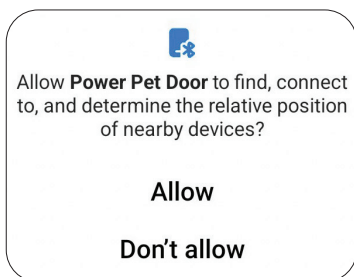 Allow Power Pet Door to find, connect
to, and determine the relative position
of nearby devices?
Allow
Don't allow